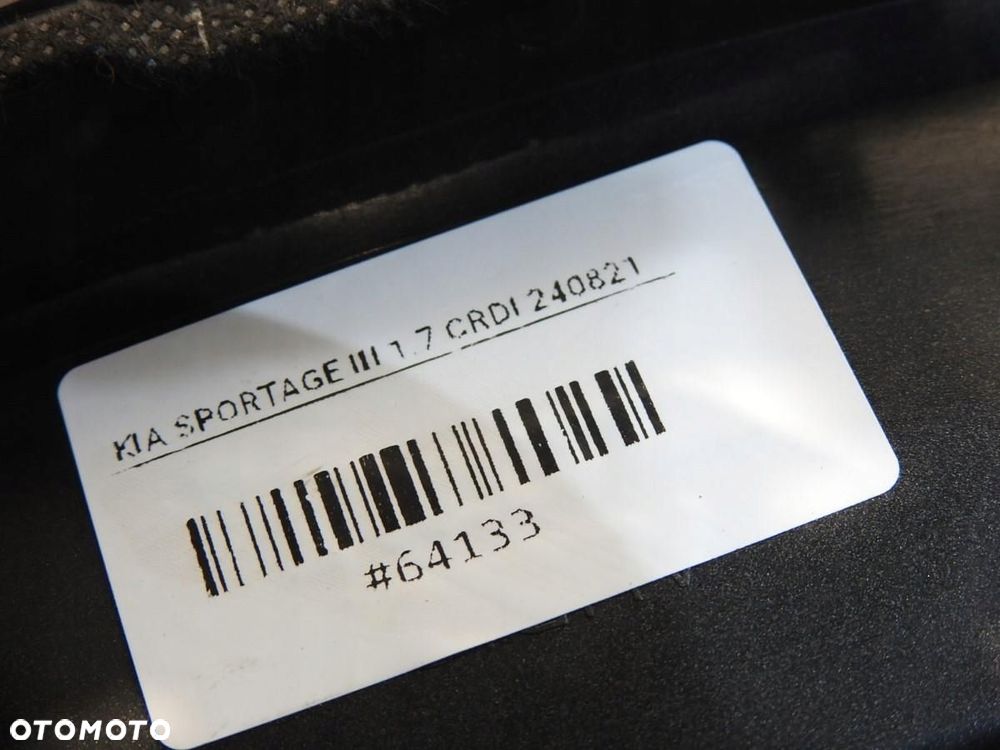 KIA SPORTAGE III 1.7 CRDI 240821
#64133
OTOMOTO